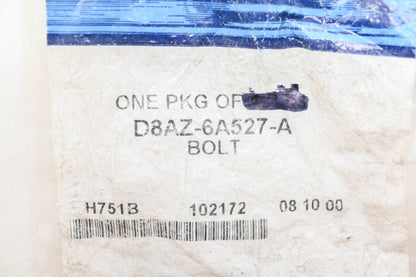 ONE PKG OF
D8AZ-6A527-A
BOLT
H751B 102172 08 10 00